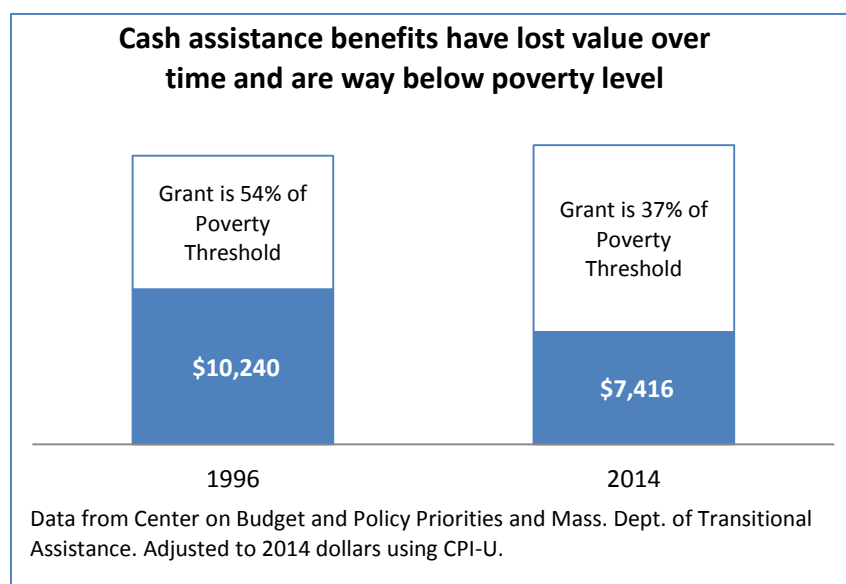 Cash assistance benefits have lost value over
time and are way below poverty level
Grant is 54% of
Poverty
Threshold
$10,240
Grant is 37% of
Poverty
Threshold
$7,416
1996
2014
Data from Center on Budget and Policy Priorities and Mass. Dept. of Transitional
Assistance. Adjusted to 2014 dollars using CPI-U.